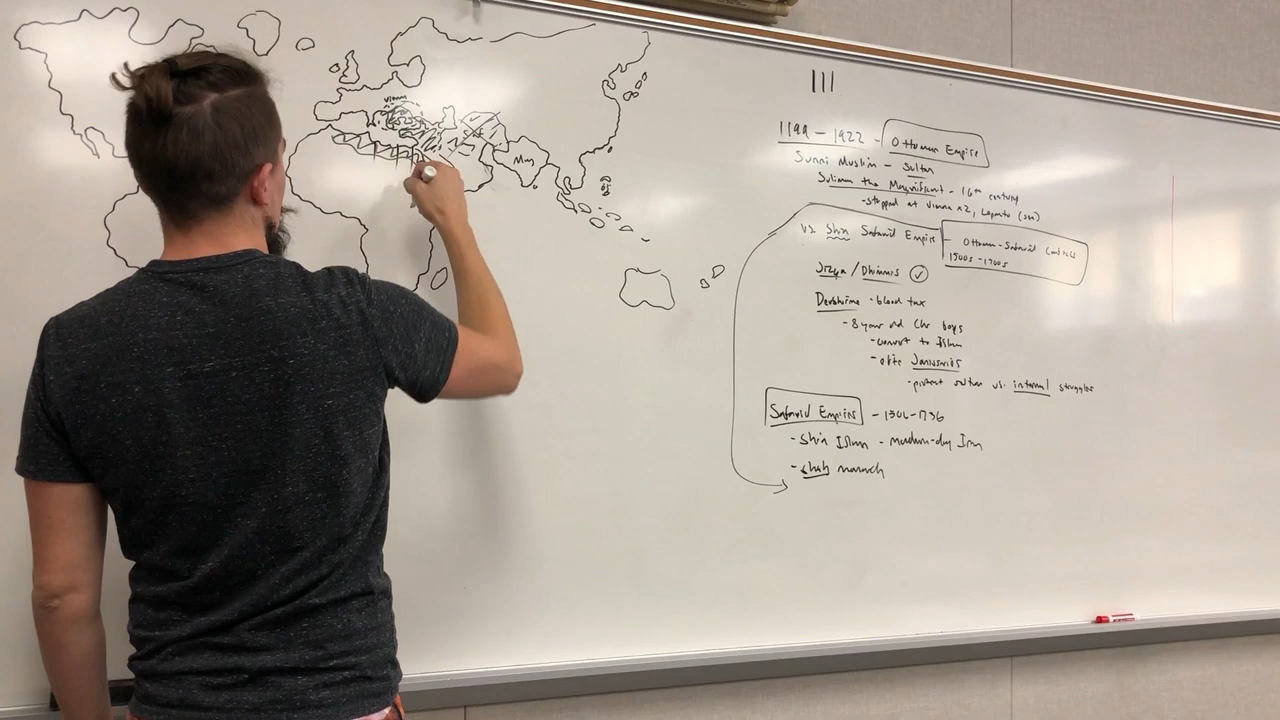 Vienna
Mug
III
1299 - 1922 - Ottoman Empire
Sunni Muslim - Sultan
Sulieman the Magnificent - 16th century
- stopped at Vienna x2, Lepanto (sea)
vs Shia Safavid Empire - Ottoman-Safavid Conflicts
1500s - 1700s
Jizya / Dhimmis ✓
Devshirme - blood tax
- 8 year old Chr boys
- convert to Islam
- elite Janissaries
- protect sultan vs. internal struggles
Safavid Empire - 1501-1736
- Shia Islam - modern-day Iran
- shah monarch